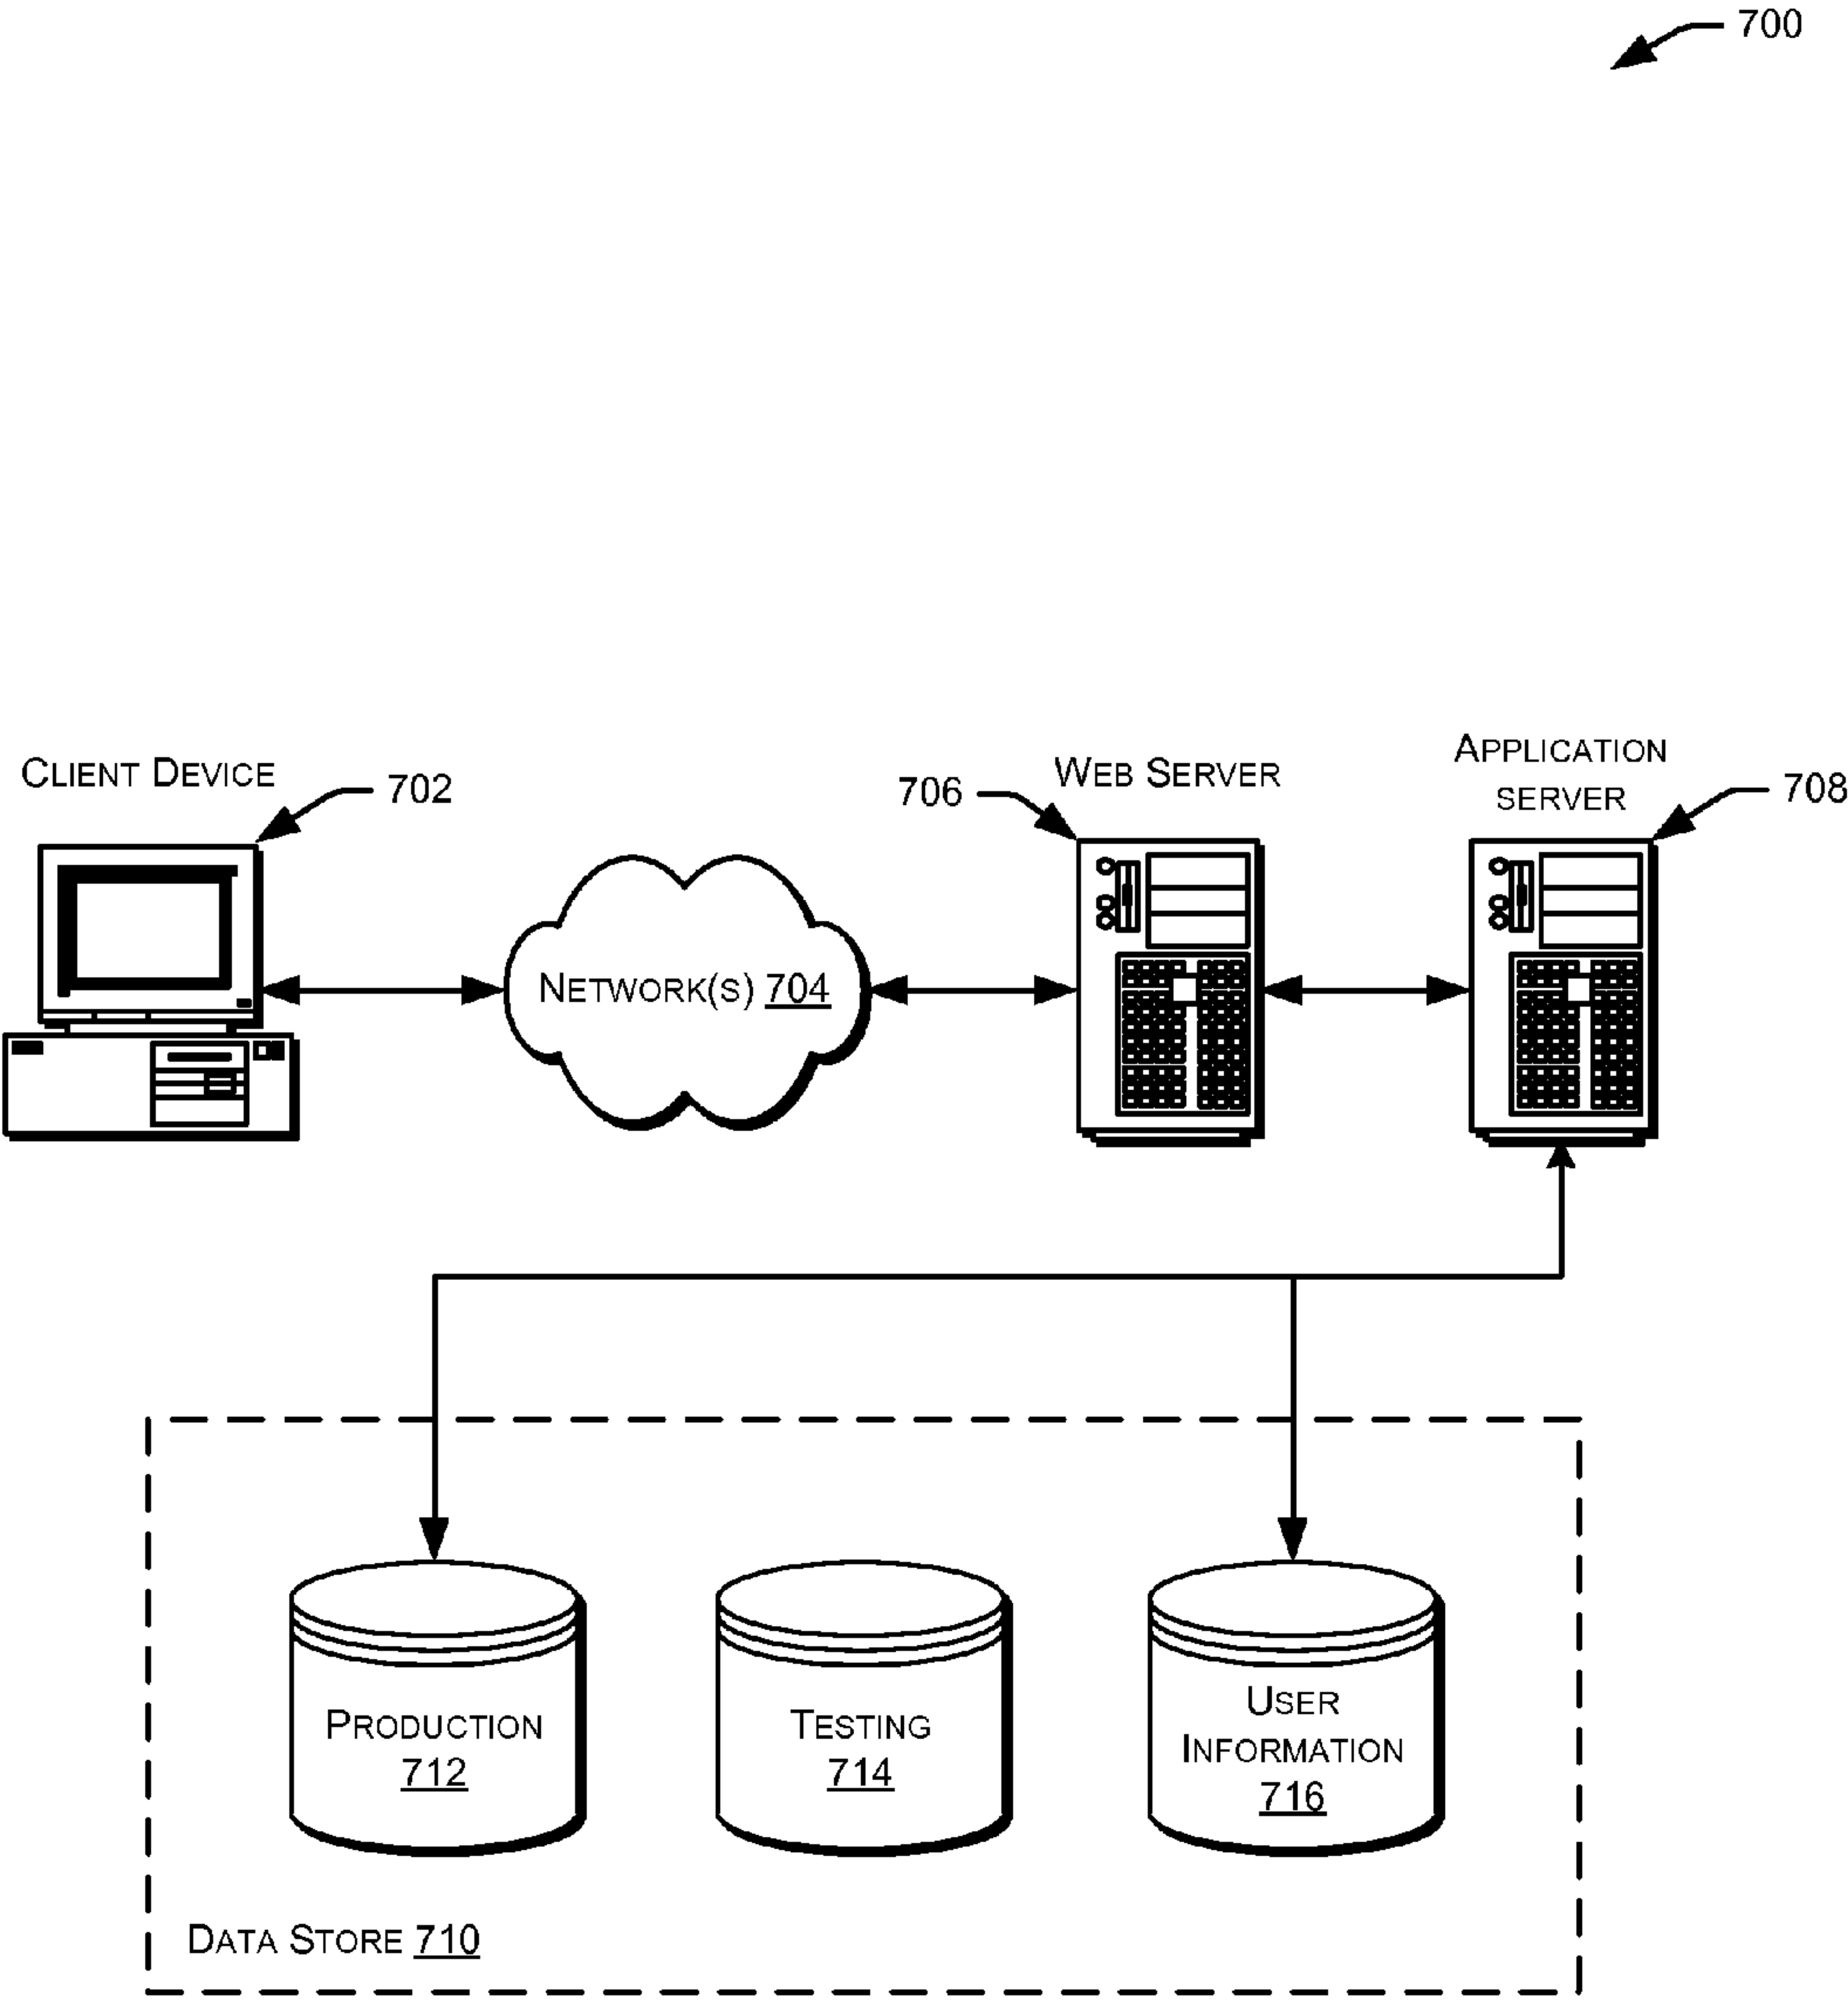 700
CLIENT DEVICE
702
706
WEB SERVER
APPLICATION
SERVER
708
NETWORK(S) 704
PRODUCTION
712
TESTING
714
USER
INFORMATION
716
DATA STORE 710